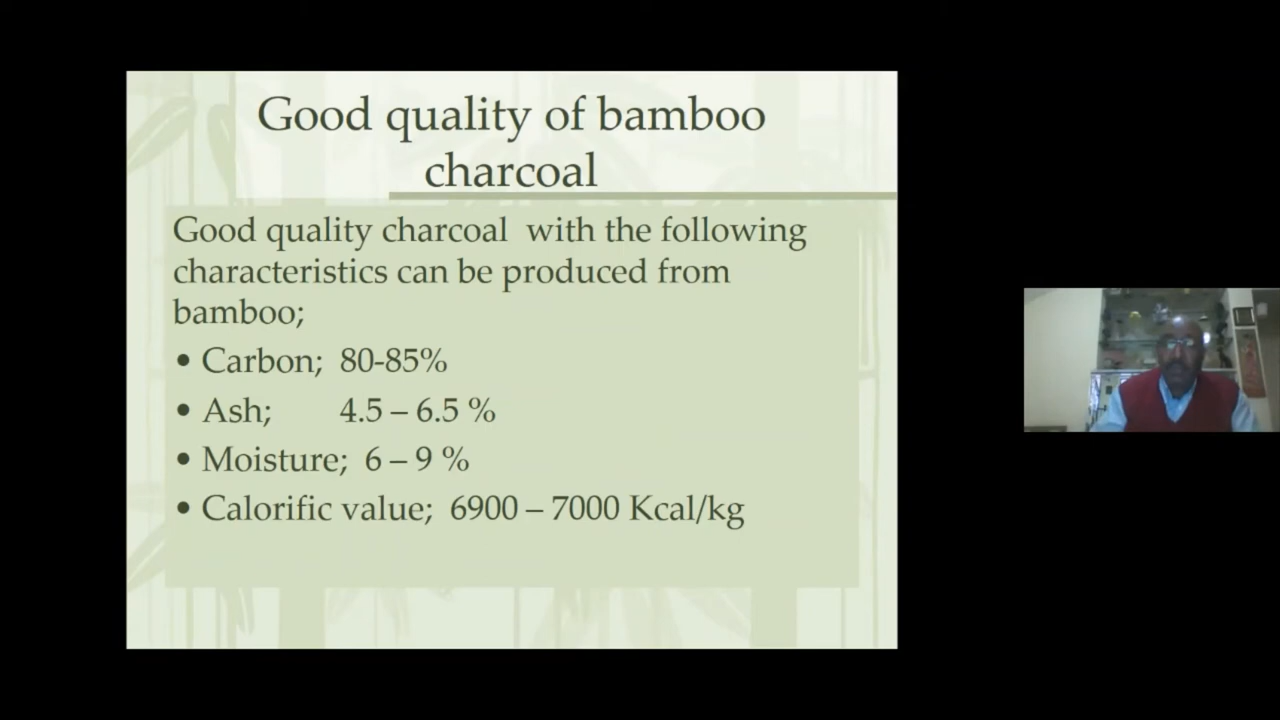 Good quality of bamboo
charcoal
Good quality charcoal with the following
characteristics can be produced from
bamboo;
• Carbon; 80-85%
• Ash; 4.5 – 6.5 %
• Moisture; 6 – 9 %
• Calorific value; 6900 – 7000 Kcal/kg